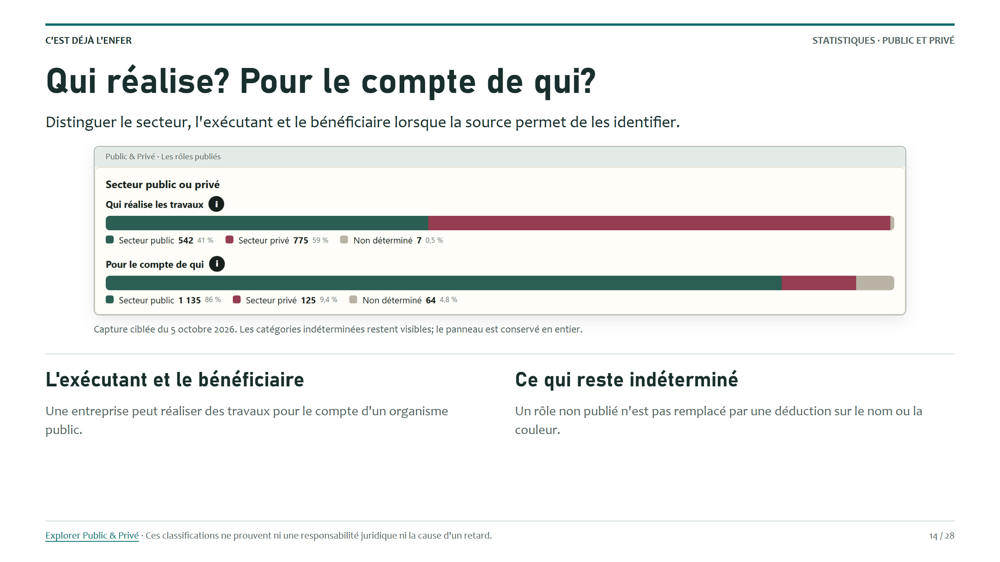 C'EST DÉJÀ L'ENFER
STATISTIQUES · PUBLIC ET PRIVÉ
Qui réalise? Pour le compte de qui?
Distinguer le secteur, l'exécutant et le bénéficiaire lorsque la source permet de les identifier.
Public & Privé · Les rôles publiés
Secteur public ou privé
Qui réalise les travaux i
Secteur public 542 41 % Secteur privé 775 59 % Non déterminé 7 0,5 %
Pour le compte de qui i
Secteur public 1 135 86 % Secteur privé 125 9,4 % Non déterminé 64 4,8 %
Capture ciblée du 5 octobre 2026. Les catégories indéterminées restent visibles; le panneau est conservé en entier.
L'exécutant et le bénéficiaire
Une entreprise peut réaliser des travaux pour le compte d'un organisme
public.
Ce qui reste indéterminé
Un rôle non publié n'est pas remplacé par une déduction sur le nom ou la
couleur.
Explorer Public & Privé · Ces classifications ne prouvent ni une responsabilité juridique ni la cause d'un retard.
14 / 28